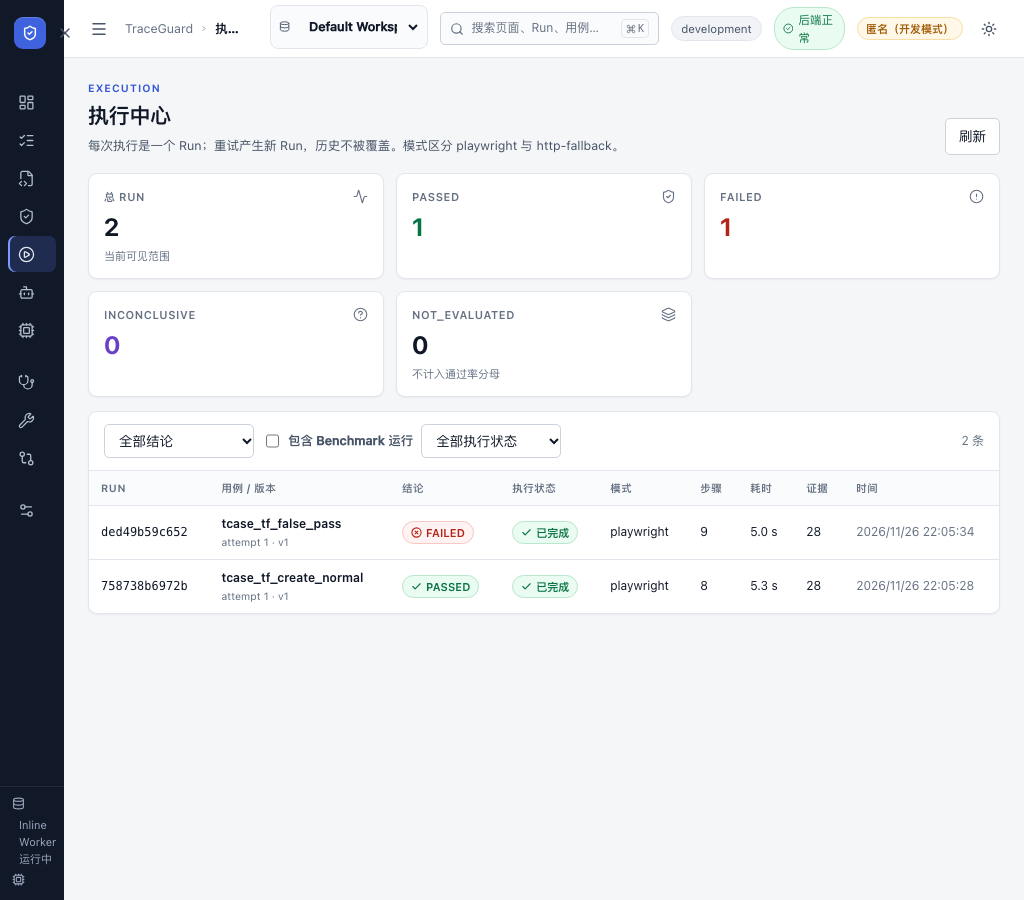 TraceGuard › 执...
Default Worksp
搜索页面、Run、用例... ⌘ K
development
后端正常
匿名（开发模式）
EXECUTION
执行中心
每次执行是一个 Run；重试产生新 Run，历史不被覆盖。模式区分 playwright 与 http-fallback。
刷新
总 RUN
2
当前可见范围
PASSED
1
FAILED
1
INCONCLUSIVE
0
NOT_EVALUATED
0
不计入通过率分母
全部结论 包含 Benchmark 运行 全部执行状态 2 条
RUN 用例 / 版本 结论 执行状态 模式 步骤 耗时 证据 时间
ded49b59c652 tcase_tf_false_pass FAILED 已完成 playwright 9 5.0 s 28 2026/11/26 22:05:34
attempt 1 · v1
758738b6972b tcase_tf_create_normal PASSED 已完成 playwright 8 5.3 s 28 2026/11/26 22:05:28
attempt 1 · v1
Inline
Worker
运行中